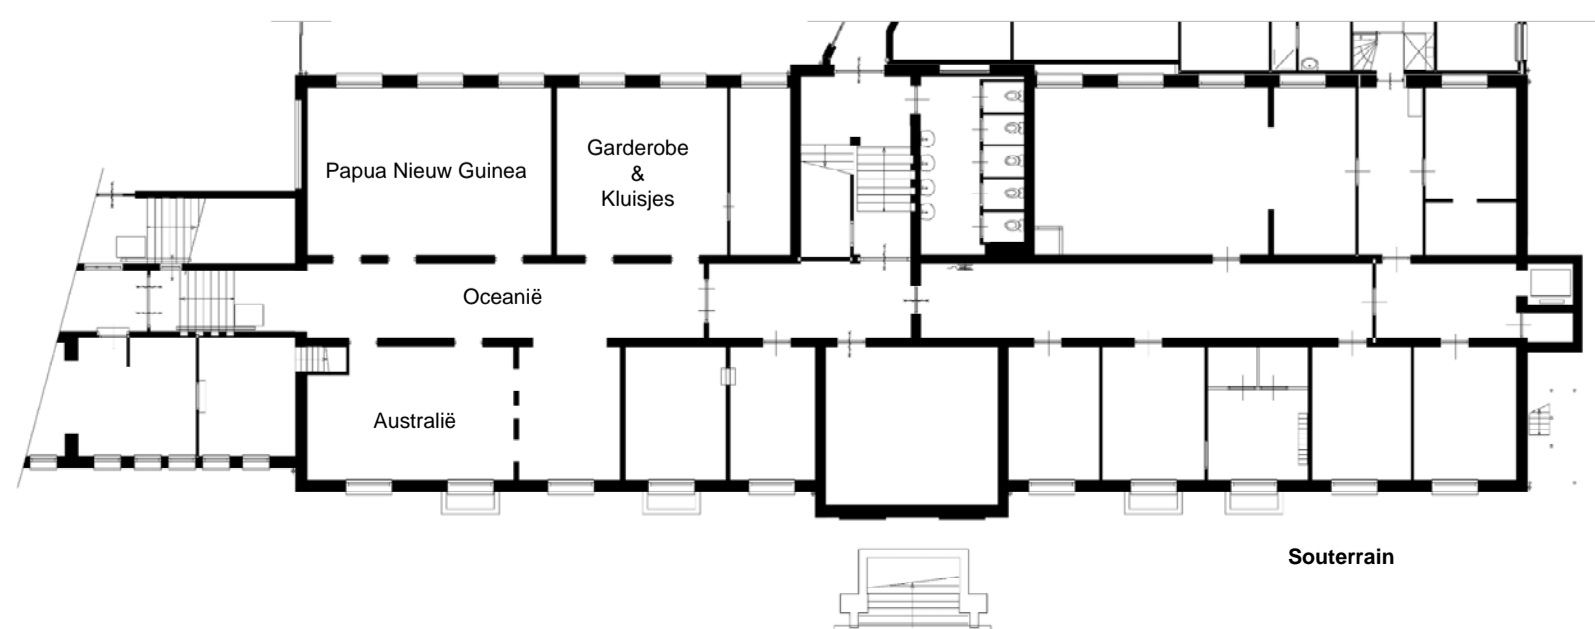 Papua Nieuw Guinea
Garderobe
&
Kluisjes
Oceanië
Australië
Souterrain